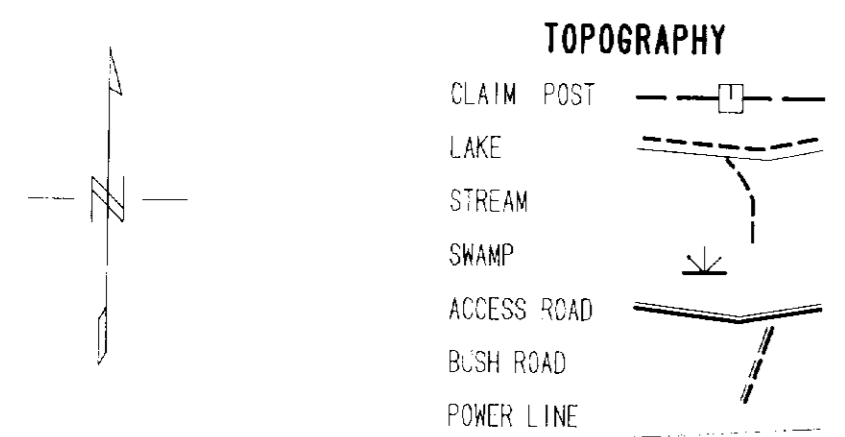 TOPOGRAPHY
CLAIM POST
LAKE
N
STREAM
SWAMP
ACCESS ROAD
BUSH ROAD
POWER LINE